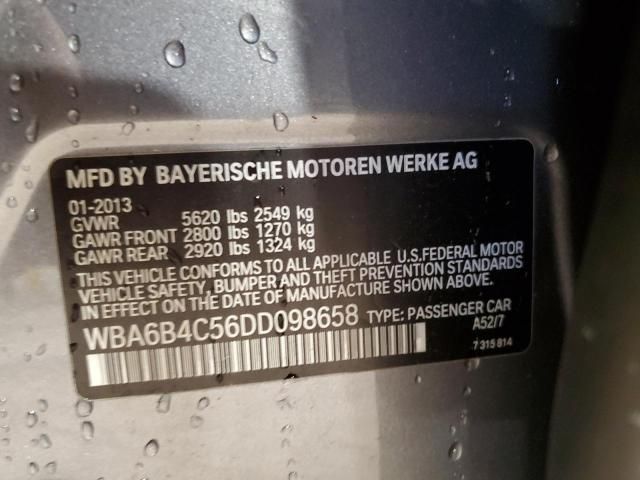 MFD BY BAYERISCHE MOTOREN WERKE AG
01-2013
GVWR 5620 lbs 2549 kg
GAWR FRONT 2800 lbs 1270 kg
GAWR REAR 2920 lbs 1324 kg
THIS VEHICLE CONFORMS TO ALL APPLICABLE U.S.FEDERAL MOTOR
VEHICLE SAFETY, BUMPER AND THEFT PREVENTION STANDARDS
IN EFFECT ON THE DATE OF MANUFACTURE SHOWN ABOVE.
WBA6B4C56DD098658 TYPE: PASSENGER CAR
A52/7
7 315 814